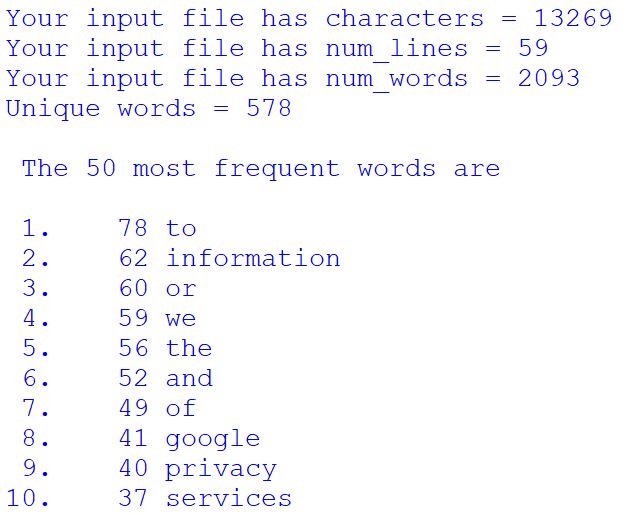 Your input file has characters = 13269
Your input file has num_lines = 59
Your input file has num_words = 2093
Unique words = 578
The 50 most frequent words are
1. 78 to
2. 62 information
3. 60 or
4. 59 we
5. 56 the
6. 52 and
7. 49 of
8. 41 google
9. 40 privacy
10. 37 services